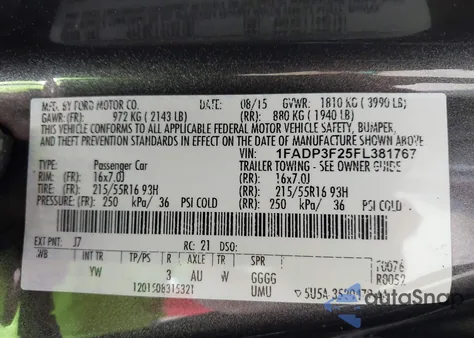 MFD. BY FORD MOTOR CO. DATE: 08/15 GVWR: 1810 KG (3990 LB)
GAWR: (FR): 972 KG (2143 LB) (RR): 880 KG (1940 LB)
THIS VEHICLE CONFORMS TO ALL APPLICABLE FEDERAL MOTOR VEHICLE SAFETY, BUMPER,
AND THEFT PREVENTION STANDARDS IN EFFECT ON THE DATE OF MANUFACTURE SHOWN ABOVE
VIN: 1FADP3F25FL381767
TYPE: Passenger Car TRAILER TOWING - SEE OWNER GUIDE
RIM: (FR) 16x7.0J (RR): 16x7.0J
TIRE: (FR) 215/55R16 93H (RR): 215/55R16 93H
PRESSURE: (FR): 250 kPa/ 36 PSI COLD (RR): 250 kPa/ 36 PSI COLD
EXT PNT: J7 RC: 21 DSO:
WB INT TR TP/PS R AXLE TR SPR
YW 3 AU W GGGG
F0076
R0052
1201508315321 UMU 5U5A
AutoSnap